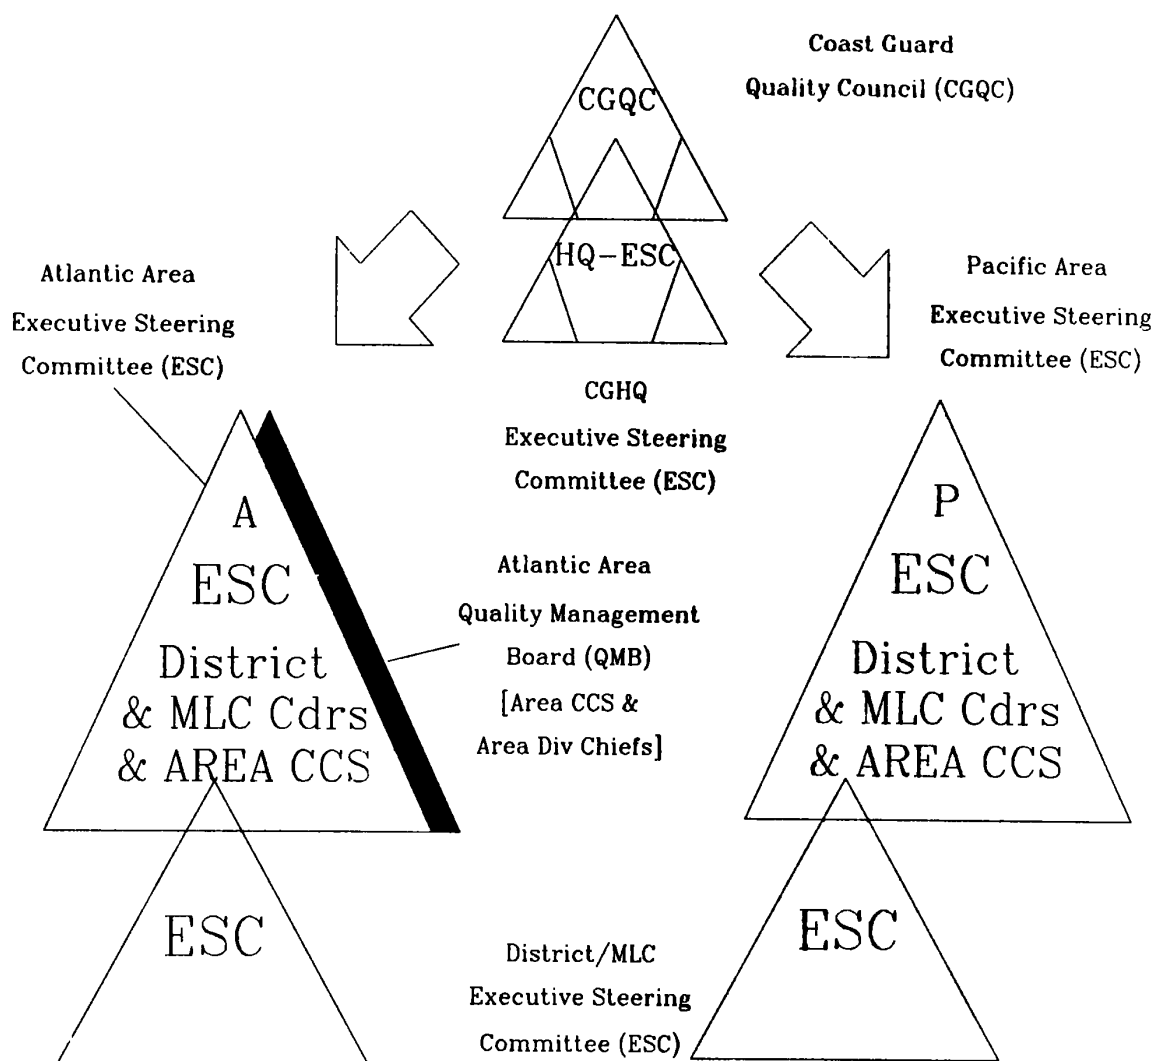 Coast Guard
Quality Council (CGQC)
CGQC
HQ-ESC
Atlantic Area
Executive Steering
Committee (ESC)
Pacific Area
Executive Steering
Committee (ESC)
CGHQ
Executive Steering
Committee (ESC)
A
ESC
District
& MLC Cdrs
& AREA CCS
Atlantic Area
Quality Management
Board (QMB)
[Area CCS &
Area Div Chiefs]
P
ESC
District
& MLC Cdrs
& AREA CCS
ESC
District/MLC
Executive Steering
Committee (ESC)
ESC